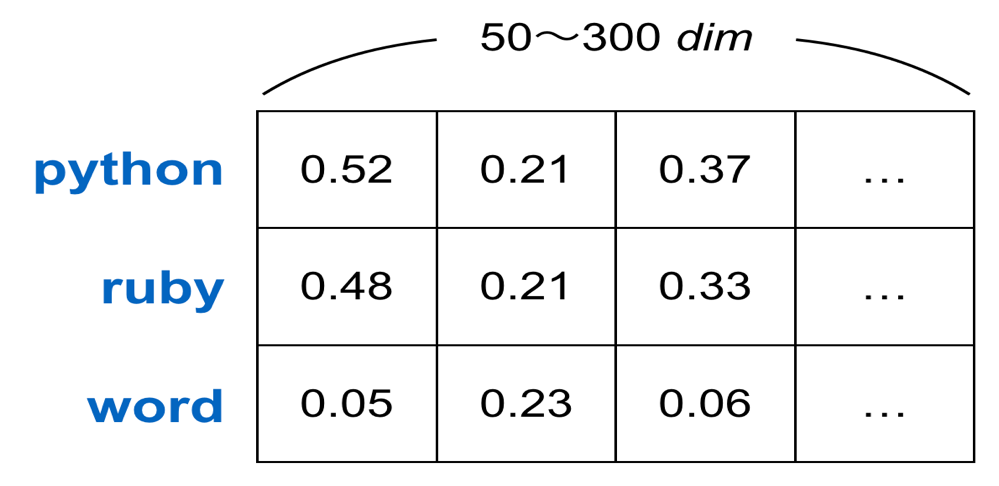 50～300 dim
python 0.52 0.21 0.37 …
ruby 0.48 0.21 0.33 …
word 0.05 0.23 0.06 …